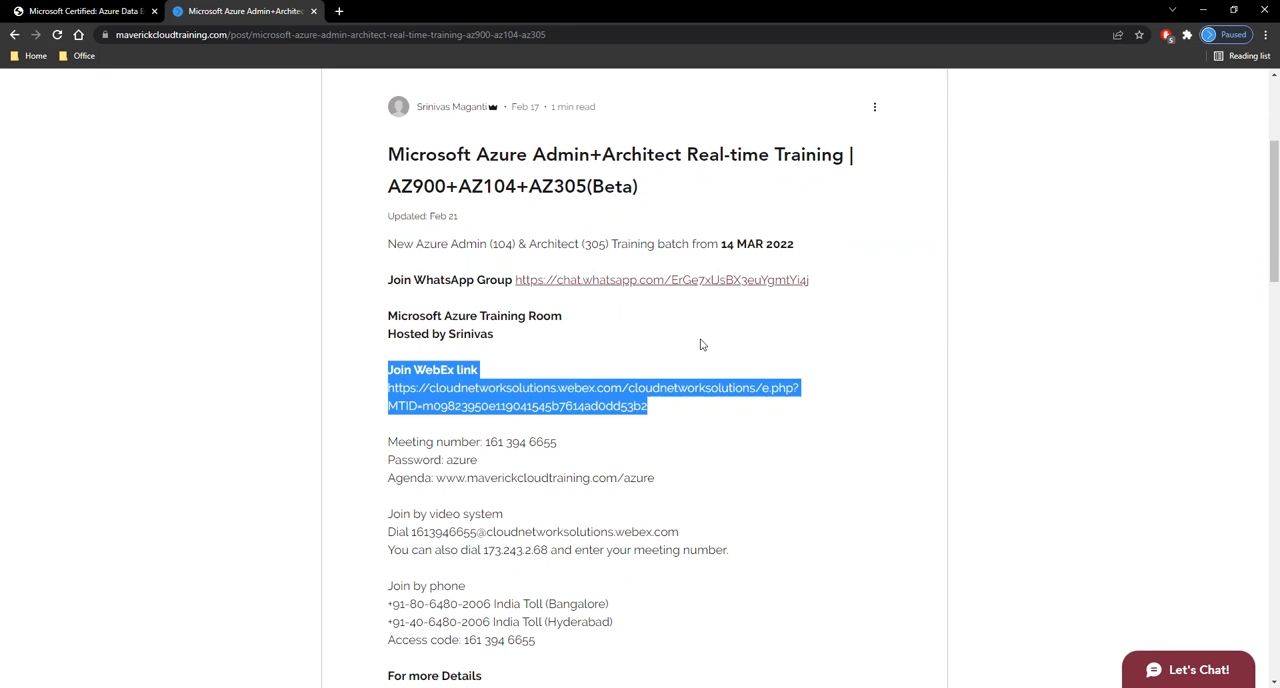 Microsoft Certified: Azure Data E
Microsoft Azure Admin+Architec
maverickcloudtraining.com/post/microsoft-azure-admin-architect-real-time-training-az900-az104-az305
Paused
Home
Office
Reading list
Srinivas Maganti · Feb 17 · 1 min read
Microsoft Azure Admin+Architect Real-time Training |
AZ900+AZ104+AZ305(Beta)
Updated: Feb 21
New Azure Admin (104) & Architect (305) Training batch from 14 MAR 2022
Join WhatsApp Group https://chat.whatsapp.com/ErGe7xUsBX3euYgmtYi4j
Microsoft Azure Training Room
Hosted by Srinivas
Join WebEx link
https://cloudnetworksolutions.webex.com/cloudnetworksolutions/e.php?
MTID=m09823950e119041545b7614ad0dd53b2
Meeting number: 161 394 6655
Password: azure
Agenda: www.maverickcloudtraining.com/azure
Join by video system
Dial 1613946655@cloudnetworksolutions.webex.com
You can also dial 173.243.2.68 and enter your meeting number.
Join by phone
+91-80-6480-2006 India Toll (Bangalore)
+91-40-6480-2006 India Toll (Hyderabad)
Access code: 161 394 6655
For more Details
Let's Chat!